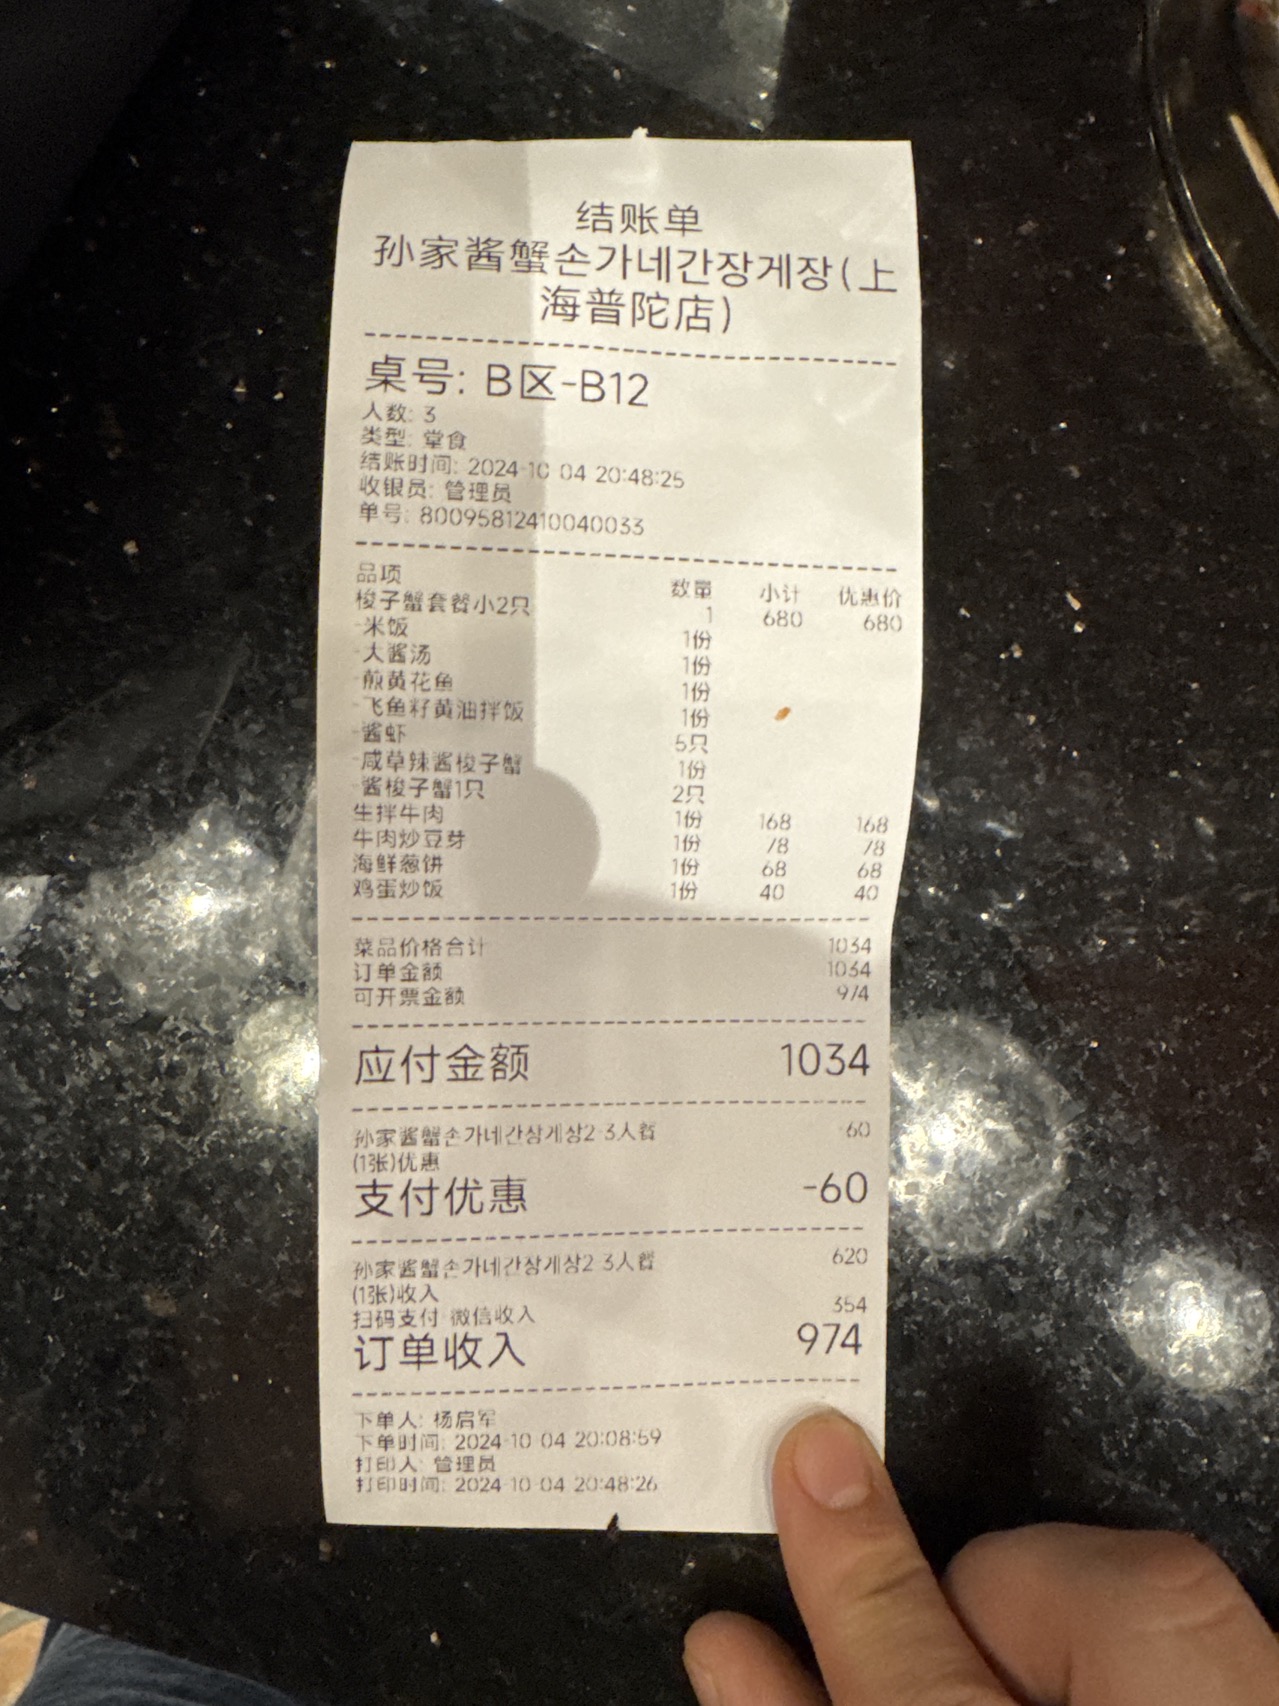 结账单
孙家酱蟹손가네간장게장(上
海普陀店)
桌号: B区-B12
人数: 3
类型: 堂食
结账时间: 2024-10-04 20:48:25
收银员: 管理员
单号: 80095812410040033
品项 数量 小计 优惠价
梭子蟹套餐小2只 1 680 680
-米饭 1份
-大酱汤 1份
-煎黄花鱼 1份
-飞鱼籽黄油拌饭 1份
-酱虾 5只
-咸草辣酱梭子蟹 1份
-酱梭子蟹1只 2只
生拌牛肉 1份 168 168
牛肉炒豆芽 1份 78 78
海鲜葱饼 1份 68 68
鸡蛋炒饭 1份 40 40
菜品价格合计 1034
订单金额 1034
可开票金额 974
应付金额 1034
孙家酱蟹손가네간장게장2-3人餐 -60
(1张)优惠
支付优惠 -60
孙家酱蟹손가네간장게장2-3人餐 620
(1张)收入
扫码支付-微信收入 354
订单收入 974
下单人: 杨启军
下单时间: 2024-10-04 20:08:59
打印人: 管理员
打印时间: 2024-10-04 20:48:26